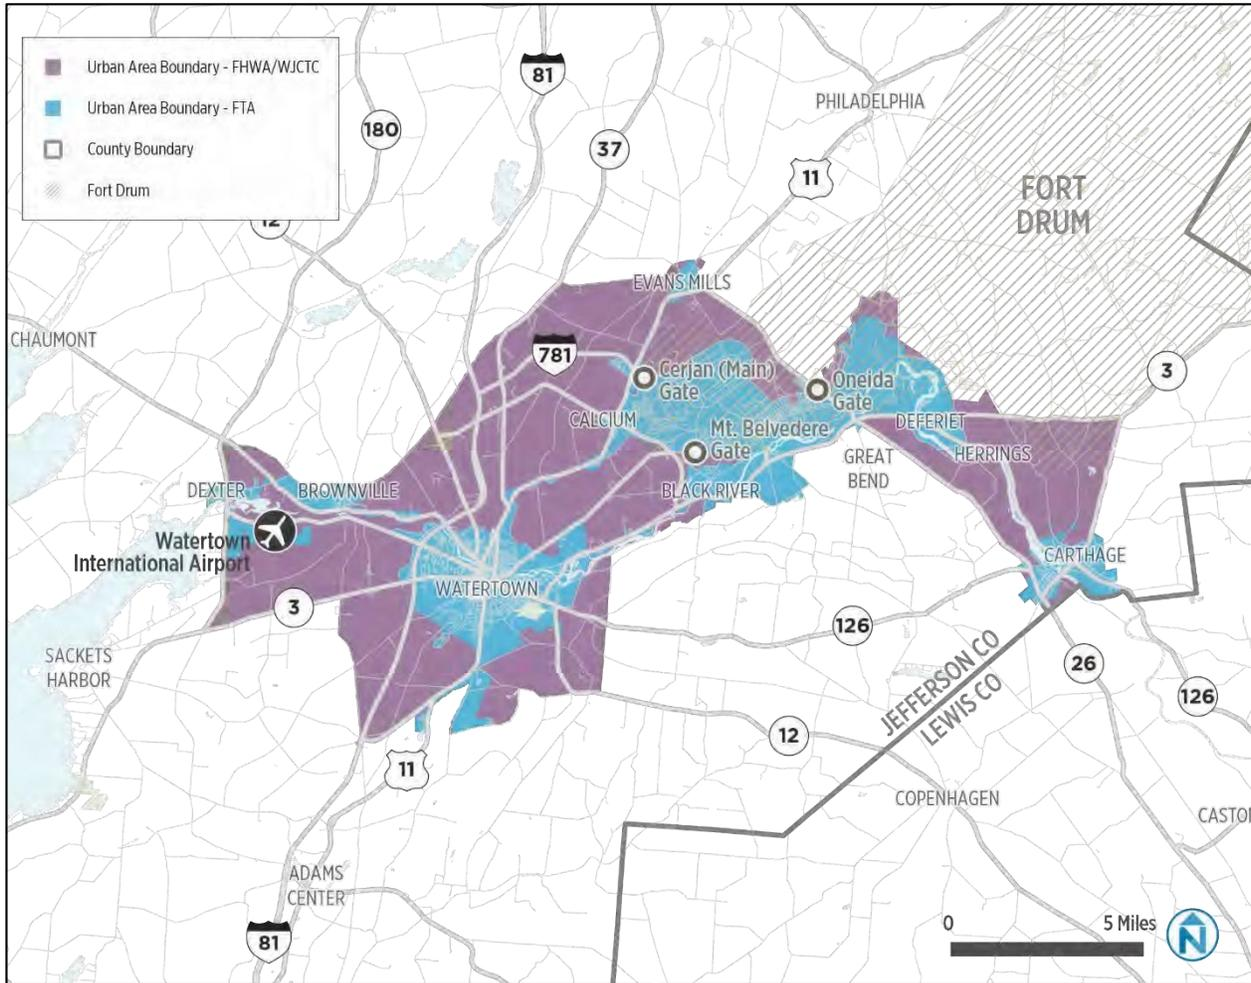 Urban Area Boundary - FHWA/WJCTC
Urban Area Boundary - FTA
County Boundary
Fort Drum
81
180
37
PHILADELPHIA
11
12
FORT
DRUM
EVANS MILLS
CHAUMONT
781
3
Cerjan (Main)
Gate
Oneida
Gate
CALCIUM
Mt. Belvedere
Gate
DEFERIET
HERRINGS
GREAT
BEND
DEXTER
BROWNVILLE
BLACK RIVER
Watertown
International Airport
CARTHAGE
WATERTOWN
3
126
SACKETS
HARBOR
26
JEFFERSON CO
LEWIS CO
126
12
11
COPENHAGEN
CASTO
ADAMS
CENTER
81
0
5 Miles
N